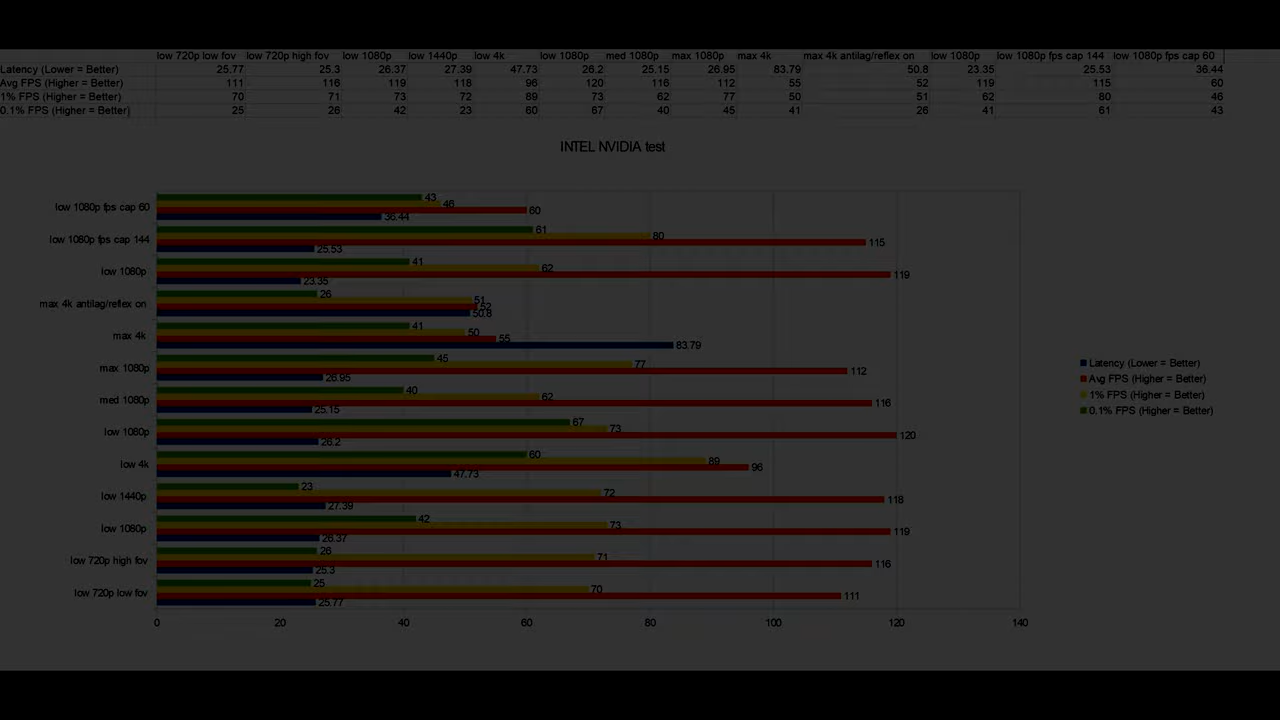 low 720p low fov low 720p high fov low 1080p low 1440p low 4k low 1080p med 1080p max 1080p max 4k max 4k antilag/reflex on low 1080p low 1080p fps cap 144 low 1080p fps cap 60
Latency (Lower = Better) 25.77 25.3 26.37 27.39 47.73 26.2 25.15 26.95 83.79 50.8 23.35 25.53 36.44
Avg FPS (Higher = Better) 111 116 119 118 96 120 116 112 55 52 119 115 60
1% FPS (Higher = Better) 70 71 73 72 89 73 62 77 50 51 62 80 46
0.1% FPS (Higher = Better) 25 26 42 23 60 67 40 45 41 26 41 61 43
INTEL NVIDIA test
43
low 1080p fps cap 60 46
60
36.44
61
low 1080p fps cap 144 80
115
25.53
41
low 1080p 62
119
23.35
26
max 4k antilag/reflex on 51
52
50.8
41
max 4k 50
55
83.79
45
max 1080p 77
112
26.95
40
med 1080p 62
116
25.15
67
low 1080p 73
120
26.2
60
low 4k 89
96
47.73
23
low 1440p 72
118
27.39
42
low 1080p 73
119
26.37
26
low 720p high fov 71
116
25.3
25
low 720p low fov 70
111
25.77
0 20 40 60 80 100 120 140
Latency (Lower = Better)
Avg FPS (Higher = Better)
1% FPS (Higher = Better)
0.1% FPS (Higher = Better)